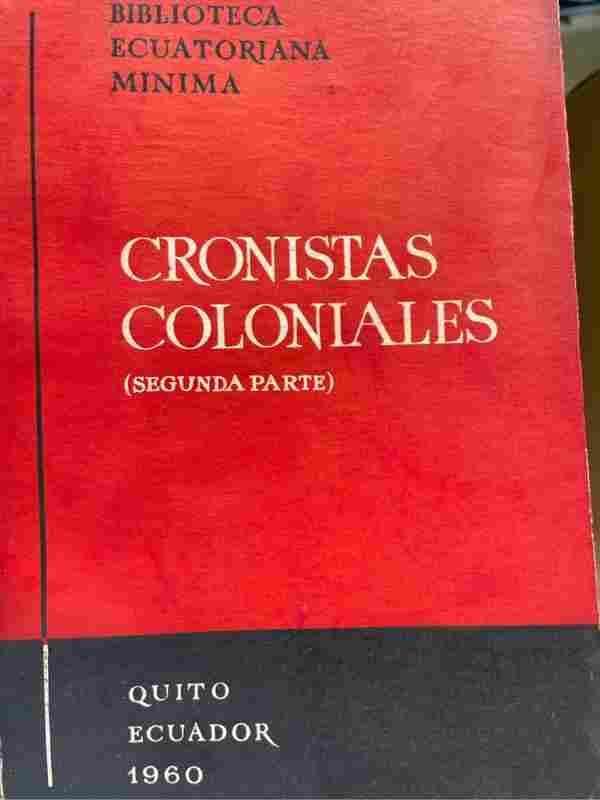 BIBLIOTECA
ECUATORIANA
MINIMA
CRONISTAS
COLONIALES
(SEGUNDA PARTE)
QUITO
ECUADOR
1960